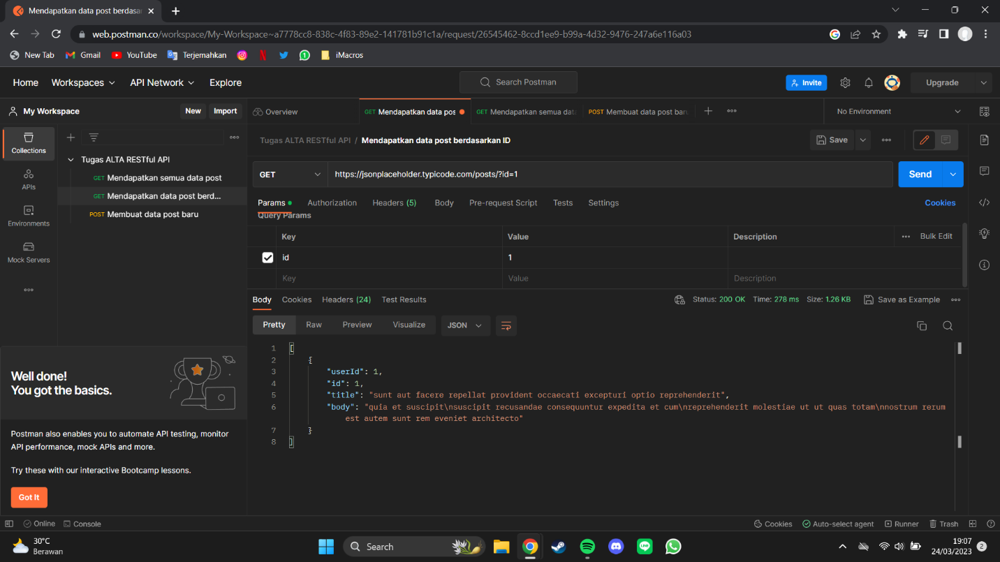 Mendapatkan data post berdasar
web.postman.co/workspace/My-Workspace~a7778cc8-838c-4f83-89e2-141781b91c1a/request/26545462-8ccd1ee9-b99a-4d32-9476-247a6e116a03
New Tab Gmail YouTube Terjemahkan iMacros
Home Workspaces API Network Explore Search Postman Invite Upgrade
My Workspace New Import
Overview GET Mendapatkan data pos GET Mendapatkan semua dat POST Membuat data post bar No Environment
Collections
APIs
Environments
Mock Servers
Tugas ALTA RESTful API
GET Mendapatkan semua data post
GET Mendapatkan data post berd...
POST Membuat data post baru
Tugas ALTA RESTful API / Mendapatkan data post berdasarkan ID Save
GET https://jsonplaceholder.typicode.com/posts/?id=1 Send
Params Authorization Headers (5) Body Pre-request Script Tests Settings Cookies
Query Params
Key Value Description Bulk Edit
id 1
Key Value Description
Body Cookies Headers (24) Test Results Status: 200 OK Time: 278 ms Size: 1.26 KB Save as Example
Pretty Raw Preview Visualize JSON
1 [
2 {
3 "userId": 1,
4 "id": 1,
5 "title": "sunt aut facere repellat provident occaecati excepturi optio reprehenderit",
6 "body": "quia et suscipit\nsuscipit recusandae consequuntur expedita et cum\nreprehenderit molestiae ut ut quas totam\nnostrum rerum
est autem sunt rem eveniet architecto"
7 }
8 ]
Well done!
You got the basics.
Postman also enables you to automate API testing, monitor
API performance, mock APIs and more.
Try these with our interactive Bootcamp lessons.
Got It
Online Console Cookies Auto-select agent Runner Trash
30°C
Berawan
Search
19:07
24/03/2023
2